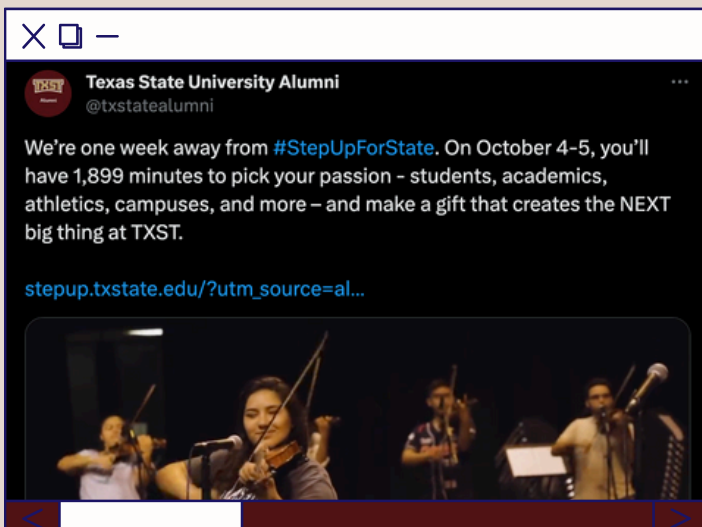 TXST
Alumni
Texas State University Alumni
@txstatealumni
We’re one week away from #StepUpForState. On October 4-5, you’ll
have 1,899 minutes to pick your passion - students, academics,
athletics, campuses, and more – and make a gift that creates the NEXT
big thing at TXST.
stepup.txstate.edu/?utm_source=al...